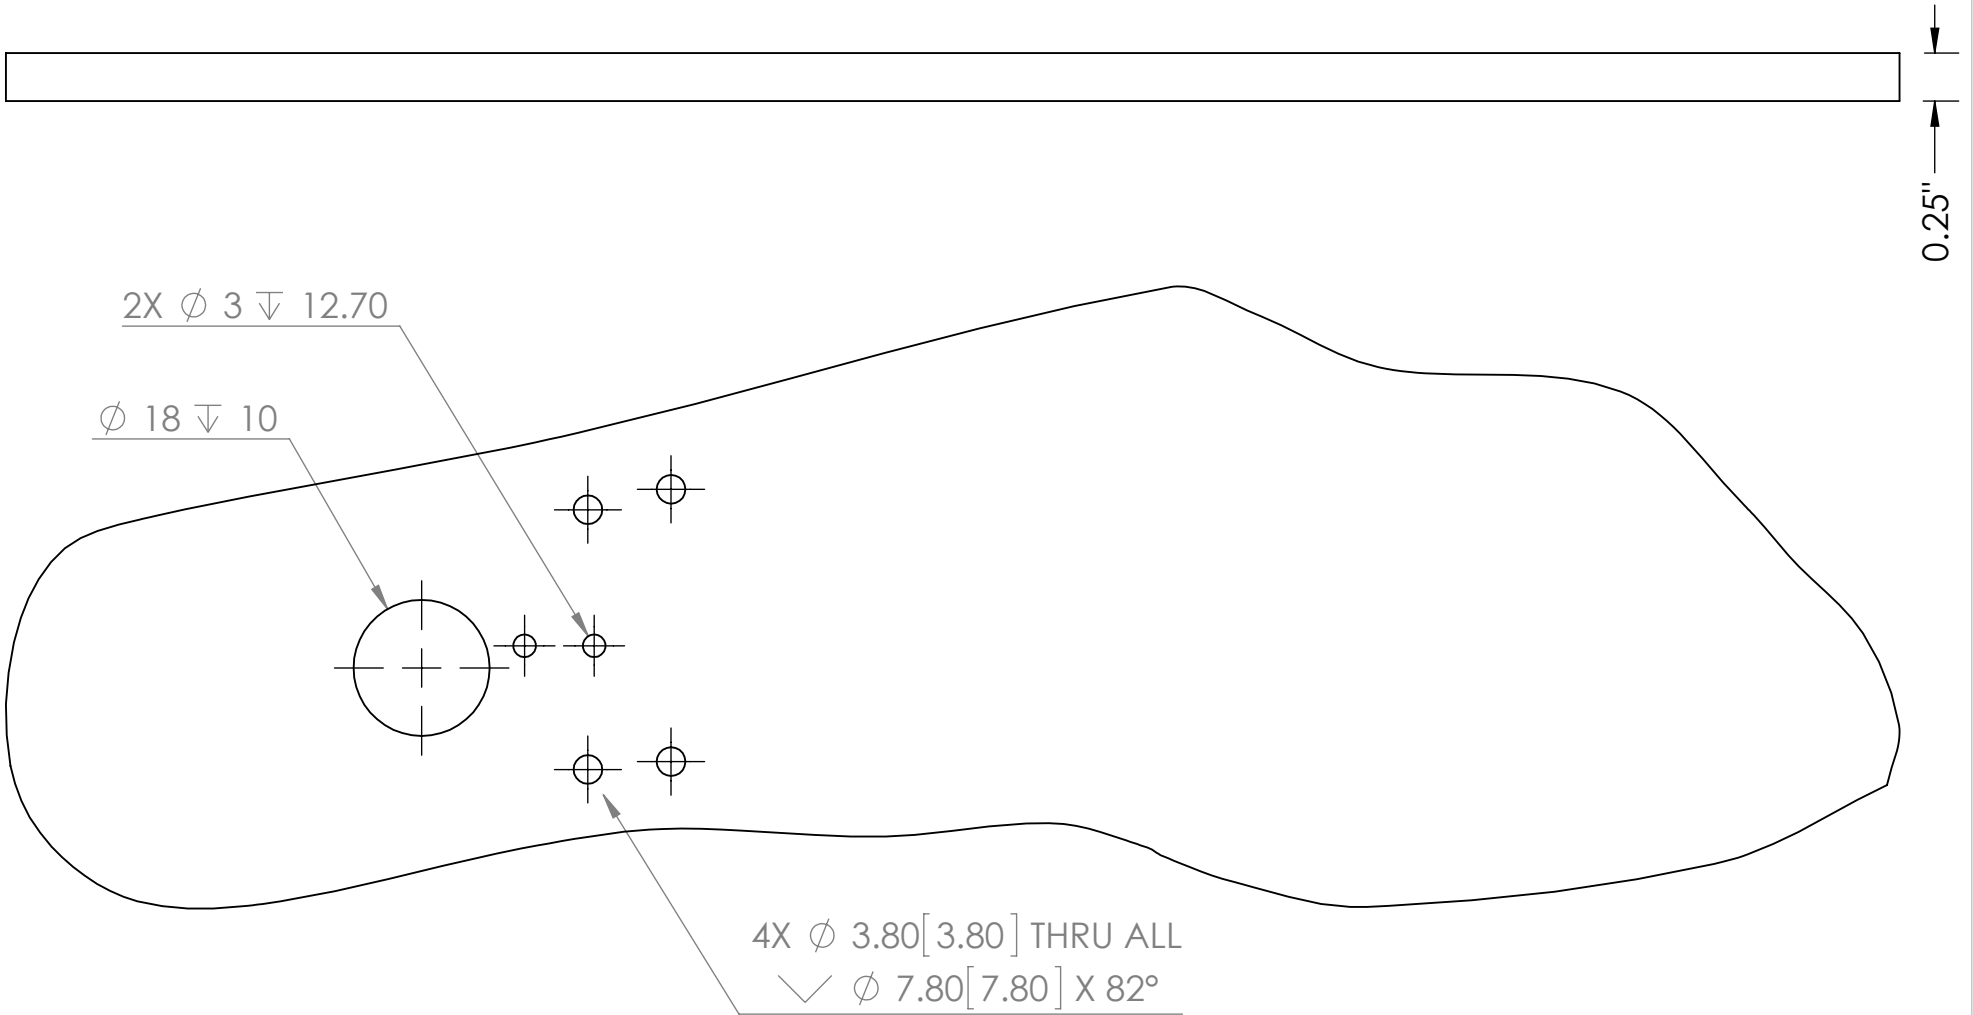 0.25"
2X ⌀ 3 ↧ 12.70
⌀ 18 ↧ 10
4X ⌀ 3.80[3.80] THRU ALL
⌵ ⌀ 7.80[7.80] X 82°